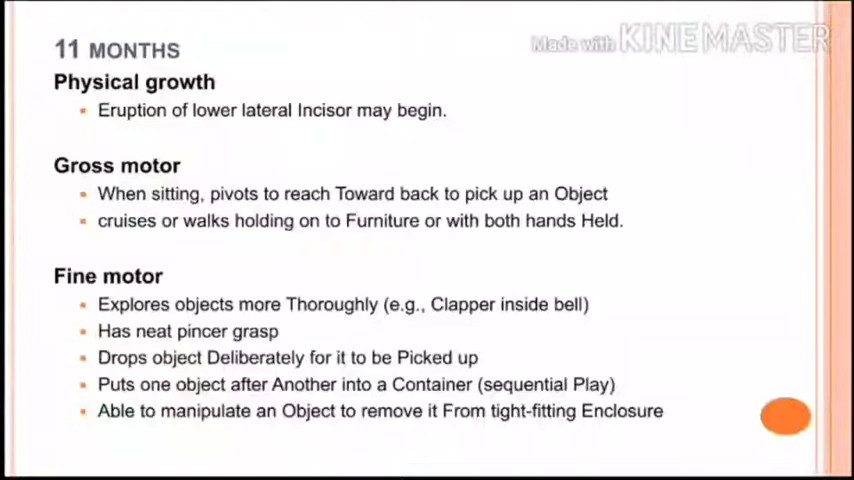 11 MONTHS
Made with KINEMASTER
Physical growth
Eruption of lower lateral Incisor may begin.
Gross motor
When sitting, pivots to reach Toward back to pick up an Object
cruises or walks holding on to Furniture or with both hands Held.
Fine motor
Explores objects more Thoroughly (e.g., Clapper inside bell)
Has neat pincer grasp
Drops object Deliberately for it to be Picked up
Puts one object after Another into a Container (sequential Play)
Able to manipulate an Object to remove it From tight-fitting Enclosure